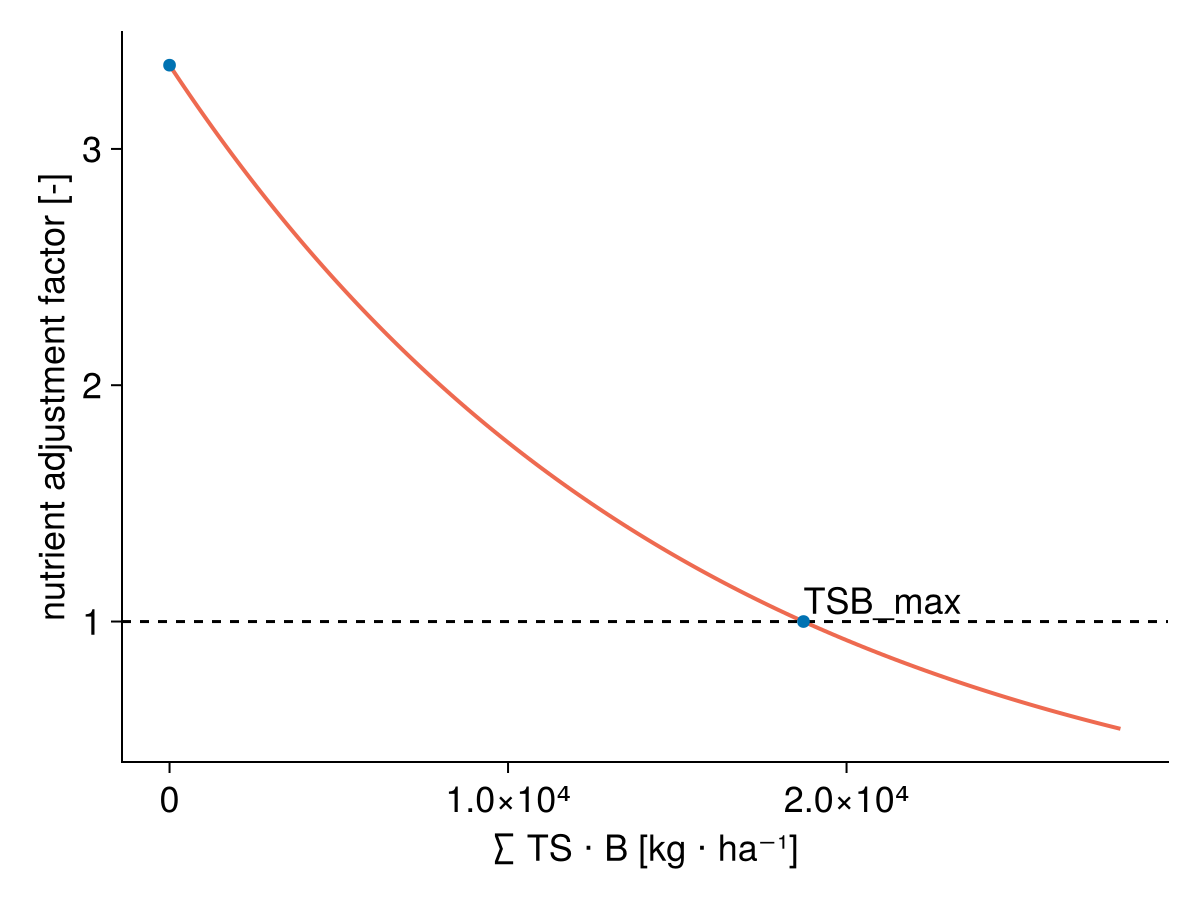 nutrient adjustment factor [-]
3
2
1
TSB_max
0
1.0×10⁴
2.0×10⁴
∑ TS · B [kg · ha⁻¹]